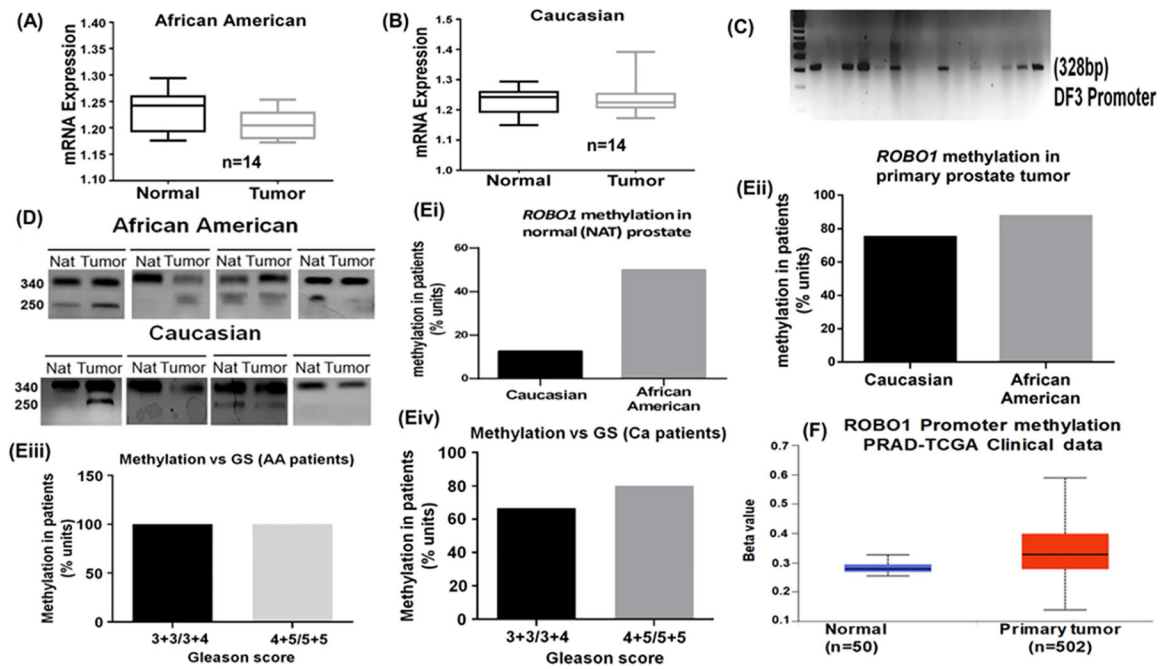 (A)
African American
mRNA Expression
1.40
1.30
1.25
1.20
1.15
1.10
n=14
Normal
Tumor
(B)
Caucasian
mRNA Expression
1.5
1.4
1.3
1.2
1.1
1.0
n=14
Normal
Tumor
(C)
(328bp)
DF3 Promoter
(D)
African American
Nat Tumor
Nat Tumor
Nat Tumor
Nat Tumor
340
250
Caucasian
Nat Tumor
Nat Tumor
Nat Tumor
Nat Tumor
340
250
(Ei)
ROBO1 methylation in
normal (NAT) prostate
methylation in patients
(% units)
60
40
20
0
Caucasian
African
American
(Eii)
ROBO1 methylation in
primary prostate tumor
methylation in patients
(% units)
100
80
60
40
20
0
Caucasian
African
American
(Eiii)
Methylation vs GS (AA patients)
Methylation in patients
(% units)
150
100
50
0
3+3/3+4
4+5/5+5
Gleason score
(Eiv)
Methylation vs GS (Ca patients)
Methylation in patients
(% units)
100
80
60
40
20
0
3+3/3+4
4+5/5+5
Gleason score
(F)
ROBO1 Promoter methylation
PRAD-TCGA Clinical data
Beta value
0.7
0.5
0.4
0.3
0.2
0.1
Normal
(n=50)
Primary tumor
(n=502)